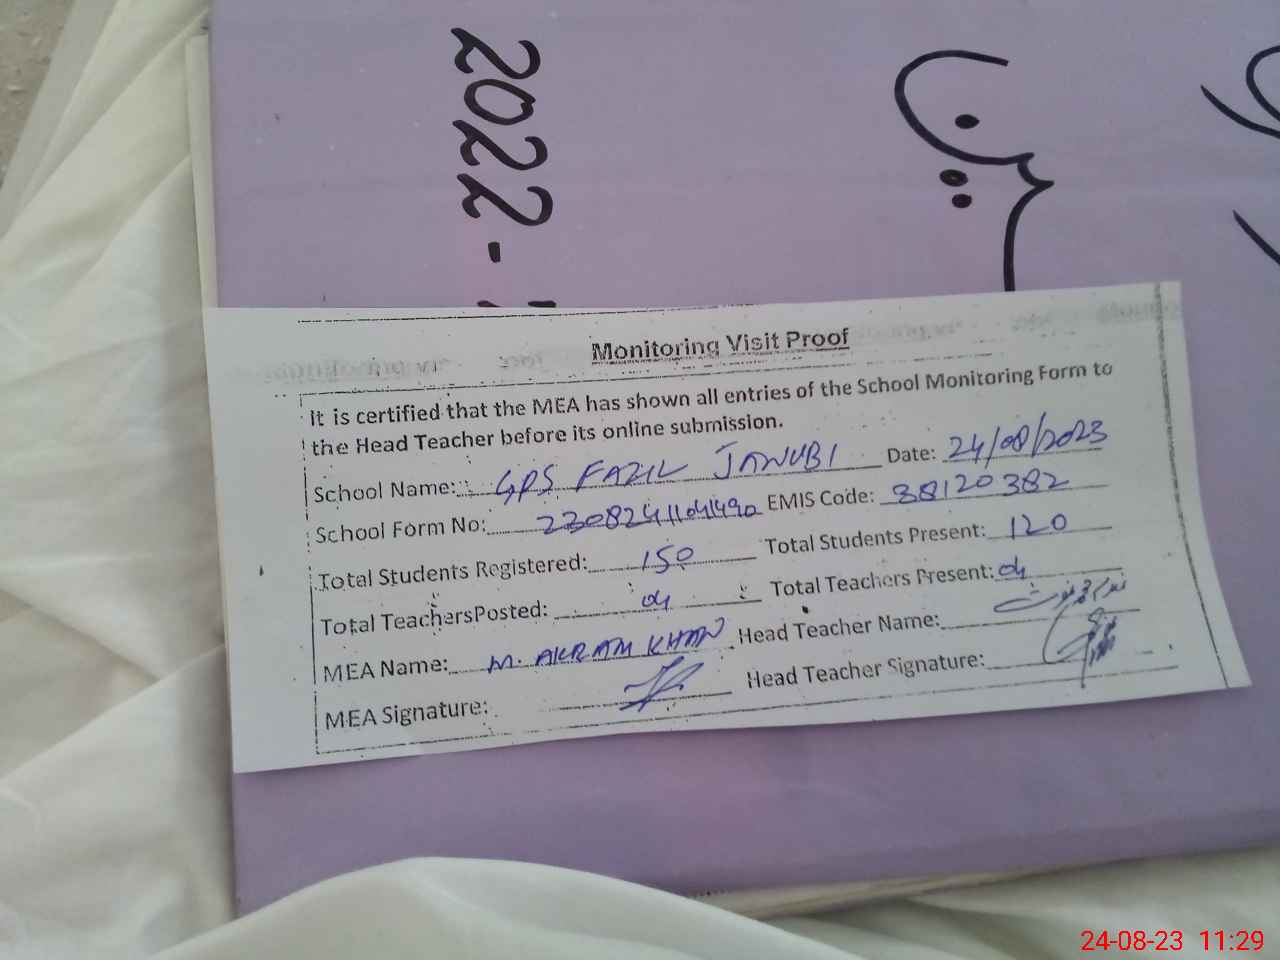 2022 -
Monitoring Visit Proof
It is certified that the MEA has shown all entries of the School Monitoring Form to
the Head Teacher before its online submission.
School Name: GPS FAZIL JANUBI Date: 24/08/2023
School Form No: 23082411041490 EMIS Code: 38120382
Total Students Registered: 150 Total Students Present: 120
Total TeachersPosted: 04 Total Teachers Present: 04
MEA Name: M. AKRAM KHAN Head Teacher Name:
MEA Signature: Head Teacher Signature:
24-08-23 11:29